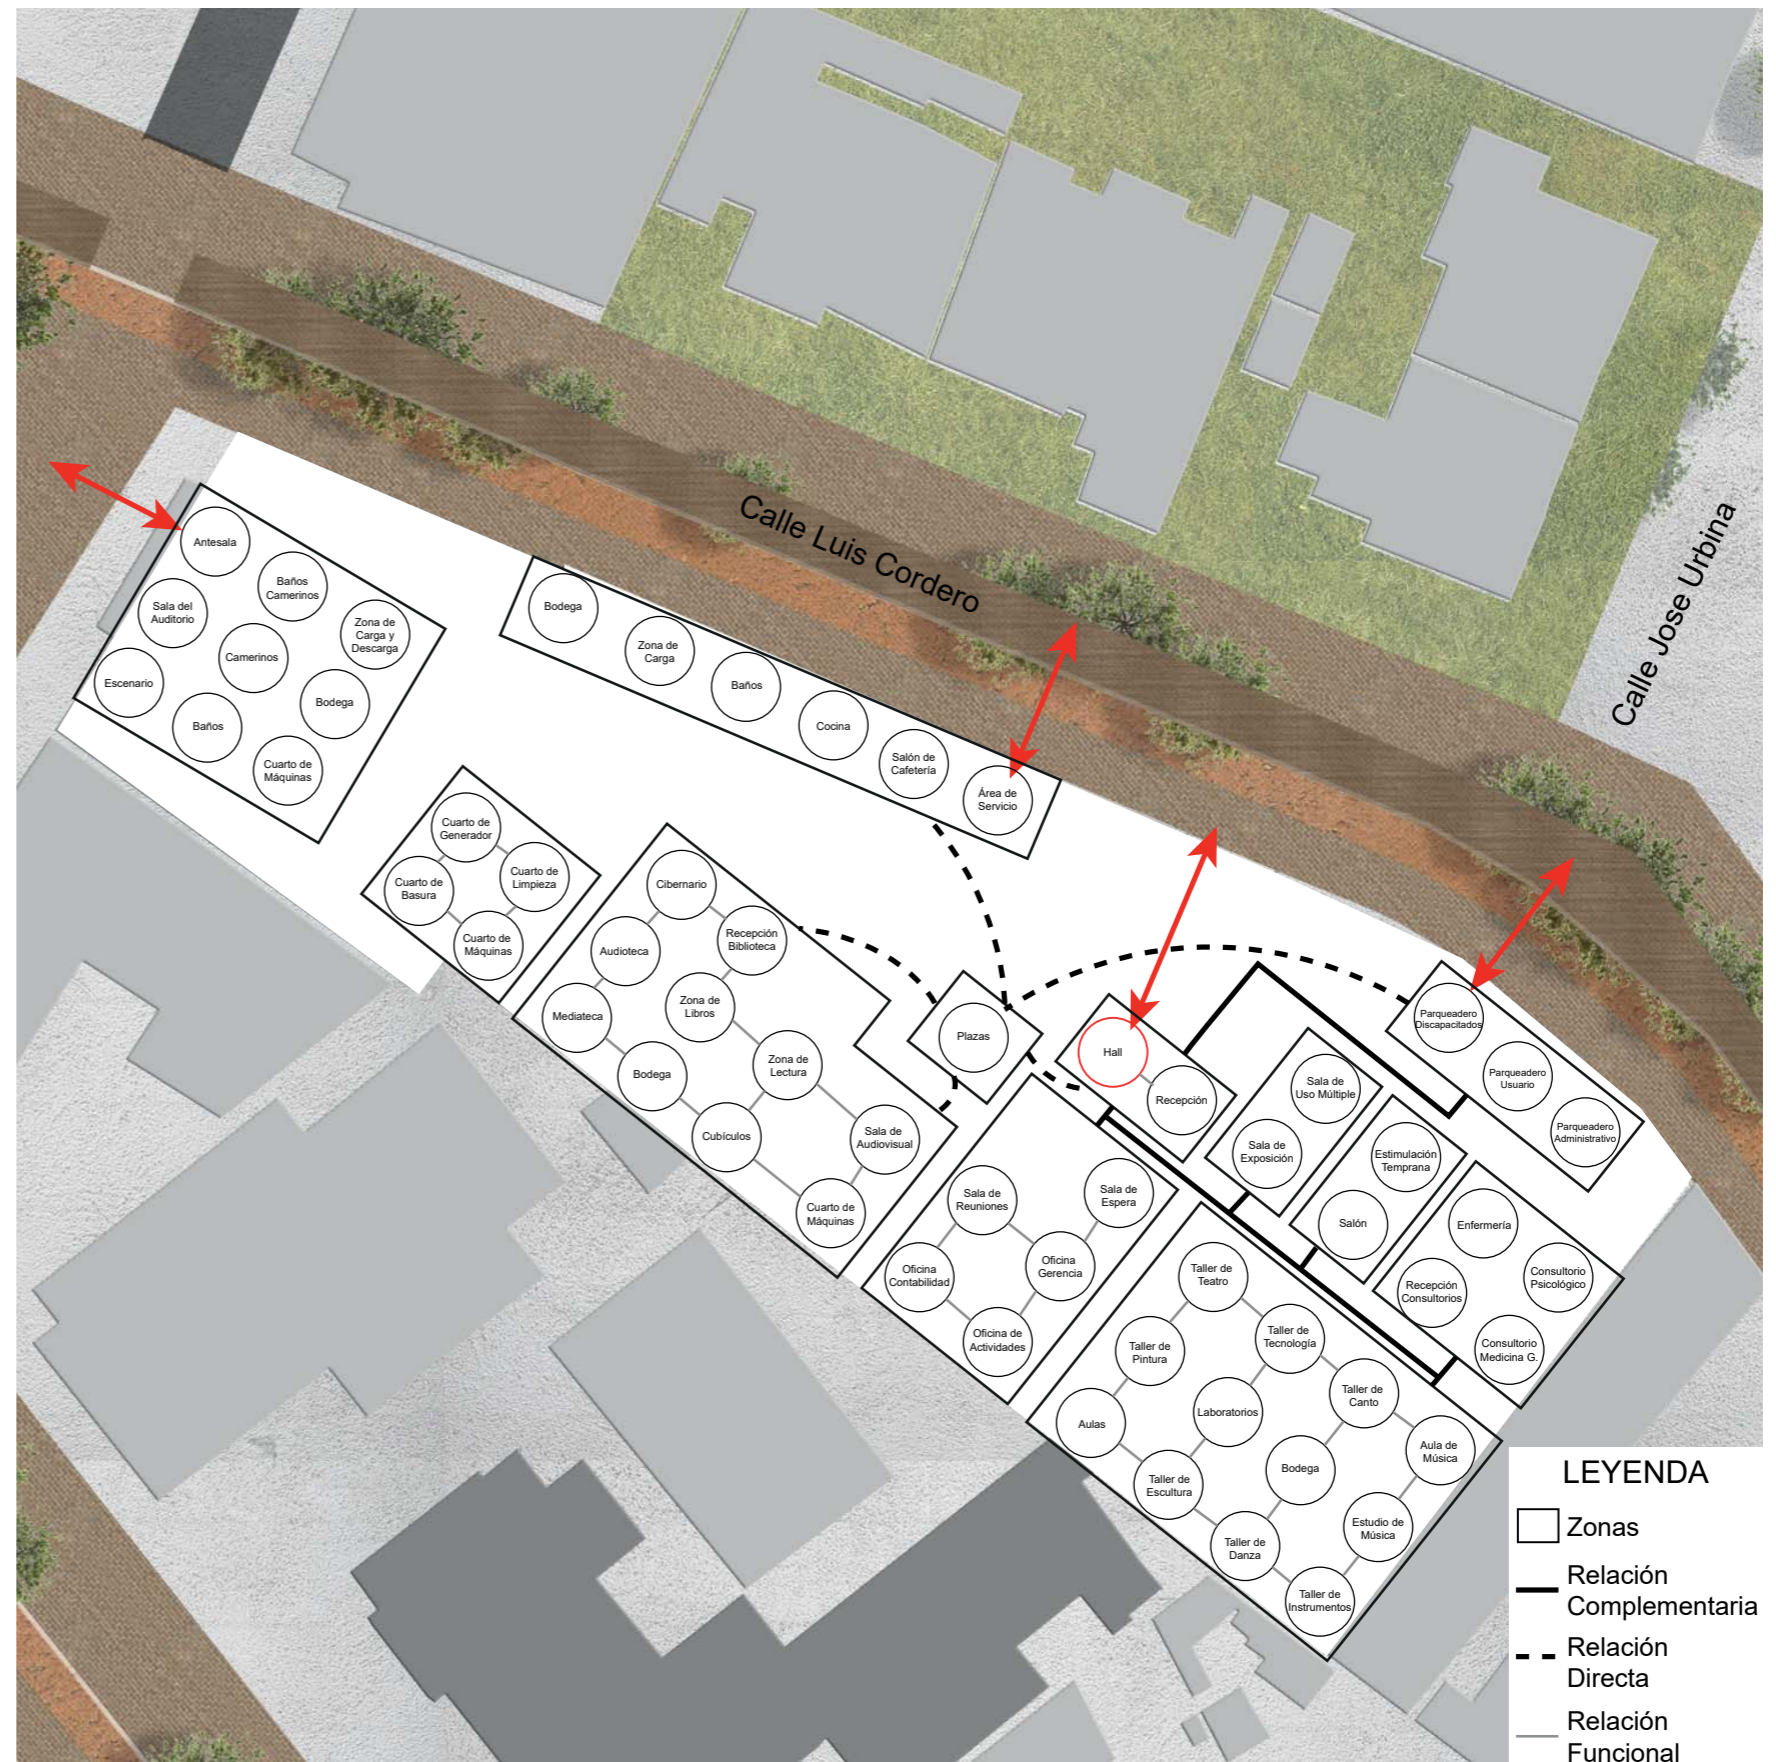 Calle Luis Cordero
Calle Jose Urbina
Antesala
Baños
Camerinos
Zona de
Carga y
Descarga
Sala del
Auditorio
Camerinos
Bodega
Escenario
Baños
Cuarto de
Máquinas
Bodega
Zona de
Carga
Baños
Cocina
Salón de
Cafetería
Área de
Servicio
Cuarto de
Generador
Cuarto de
Limpieza
Cuarto de
Basura
Cuarto de
Máquinas
Cibernario
Recepción
Biblioteca
Audioteca
Zona de
Libros
Mediateca
Zona de
Lectura
Bodega
Cubículos
Sala de
Audiovisual
Cuarto de
Máquinas
Plazas
Hall
Recepción
Parqueadero
Discapacitados
Parqueadero
Usuario
Parqueadero
Administrativo
Sala de
Uso Múltiple
Sala de
Exposición
Estimulación
Temprana
Salón
Enfermería
Consultorio
Psicológico
Recepción
Consultorios
Consultorio
Medicina G.
Sala de
Reuniones
Sala de
Espera
Oficina
Contabilidad
Oficina
Gerencia
Oficina de
Actividades
Taller de
Teatro
Taller de
Tecnología
Taller de
Pintura
Taller de
Canto
Aulas
Laboratorios
Aula de
Música
Taller de
Escultura
Bodega
Estudio de
Música
Taller de
Danza
Taller de
Instrumentos
LEYENDA
Zonas
Relación
Complementaria
Relación
Directa
Relación
Funcional